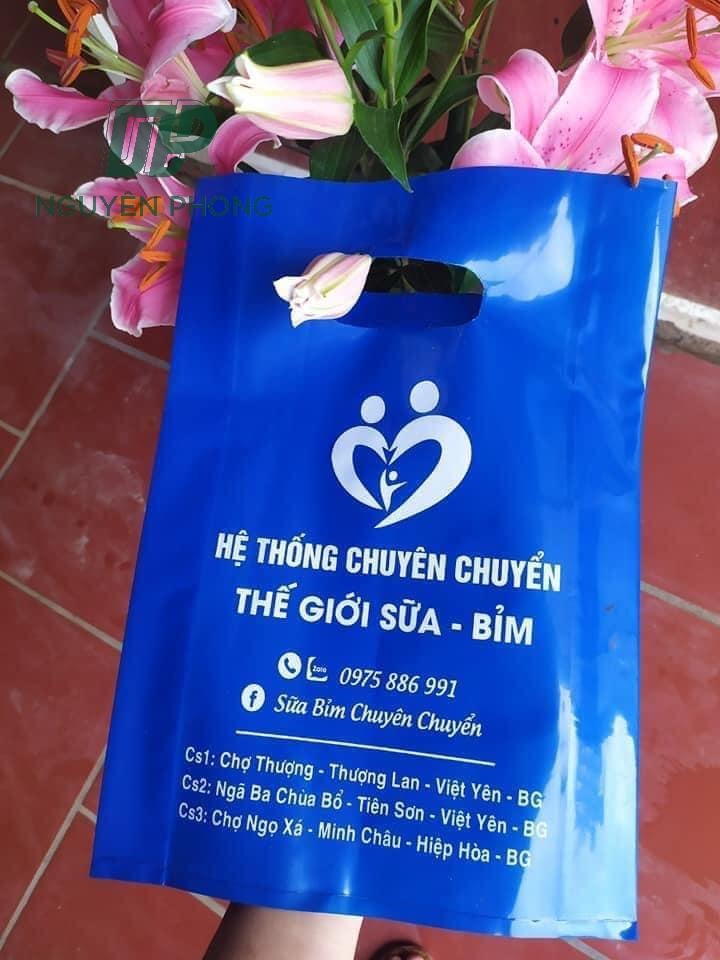 NGUYÊN PHONG
HỆ THỐNG CHUYÊN CHUYỂN
THẾ GIỚI SỮA - BỈM
Zalo 0975 886 991
Sữa Bỉm Chuyên Chuyển
Cs1: Chợ Thượng - Thượng Lan - Việt Yên - BG
Cs2: Ngã Ba Chùa Bổ - Tiên Sơn - Việt Yên - BG
Cs3: Chợ Ngọ Xá - Minh Châu - Hiệp Hòa - BG